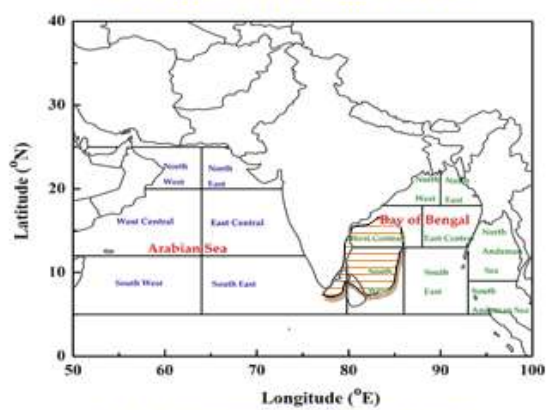 40
30
20
10
0
Latitude (°N)
50
60
70
80
90
100
Longitude (°E)
North
West
North
East
West Central
East Central
Arabian Sea
South West
South East
North
West
North
East
Bay of Bengal
West Central
East Central
South
South
East
North
Andaman
Sea
South
Andaman Sea